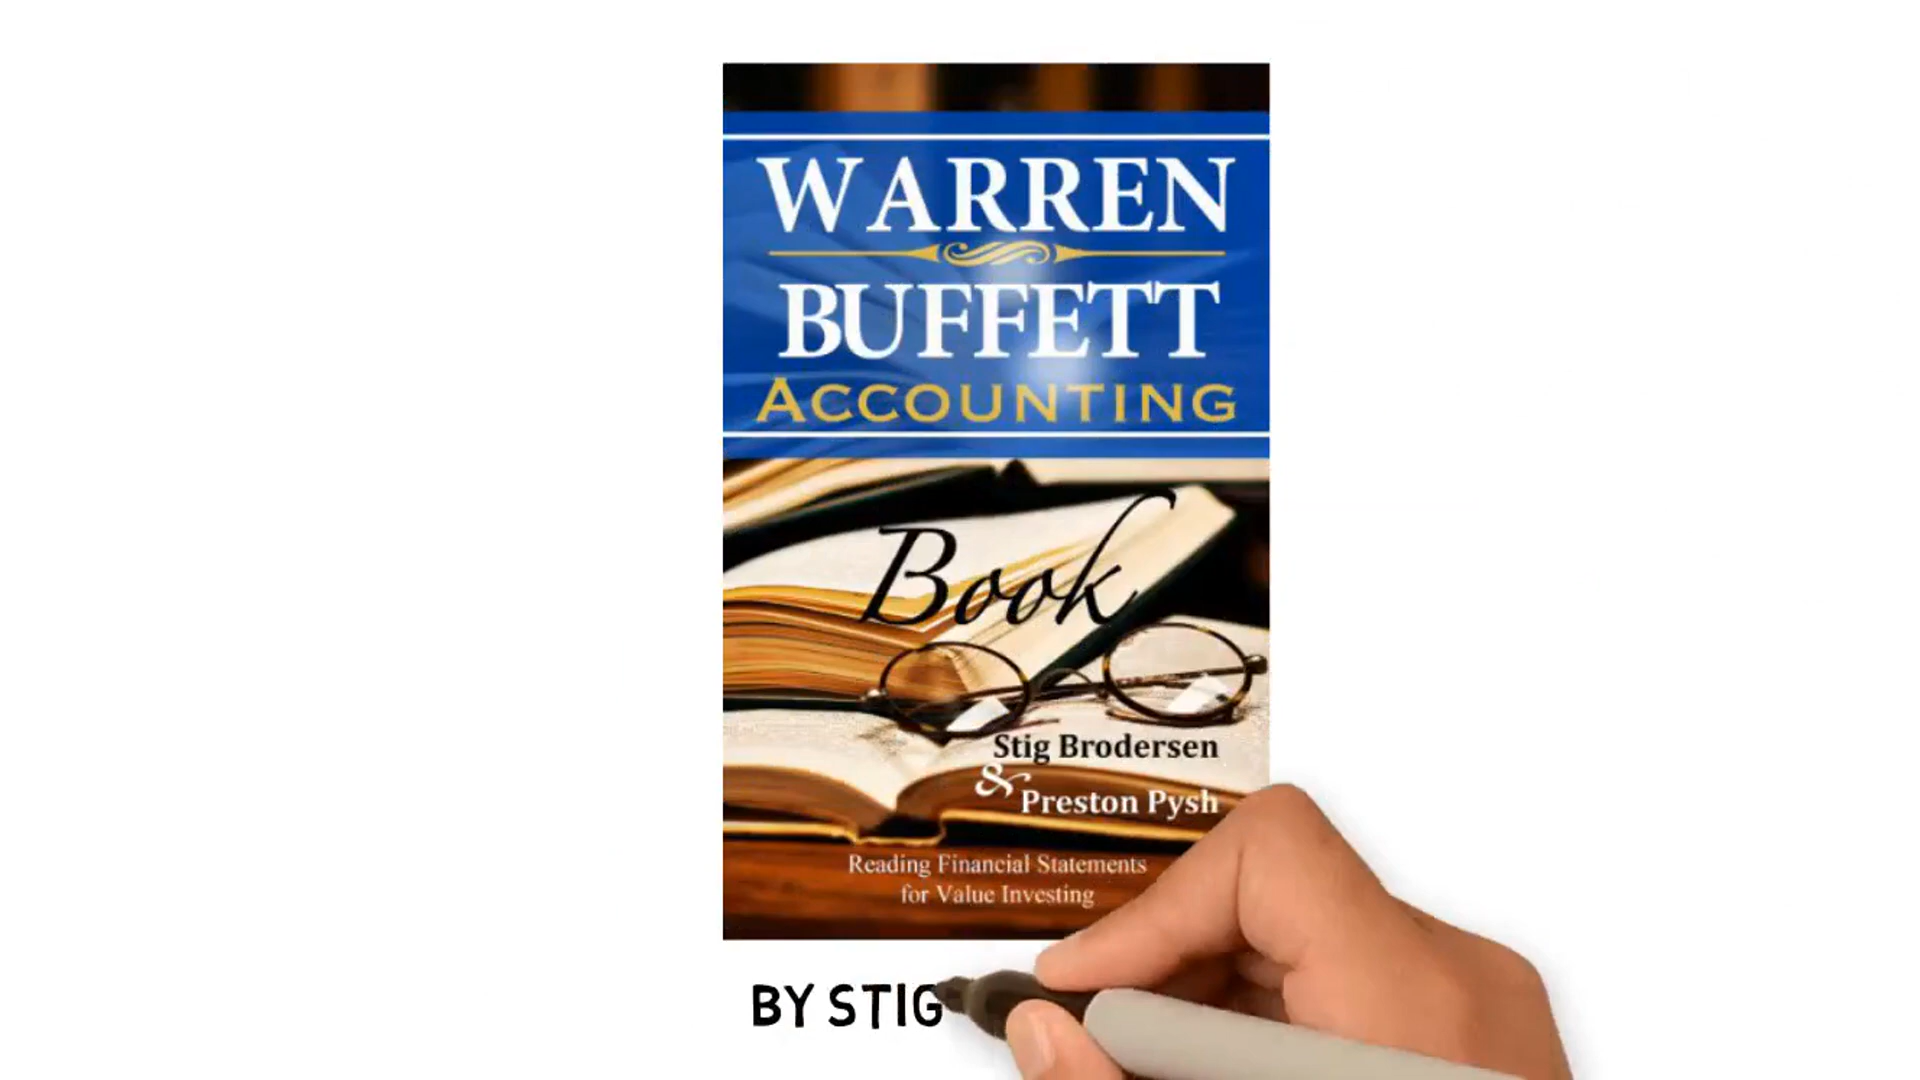 WARREN
BUFFETT
ACCOUNTING
Book
Stig Brodersen
&
Preston Pysh
Reading Financial Statements
for Value Investing
BY STIG